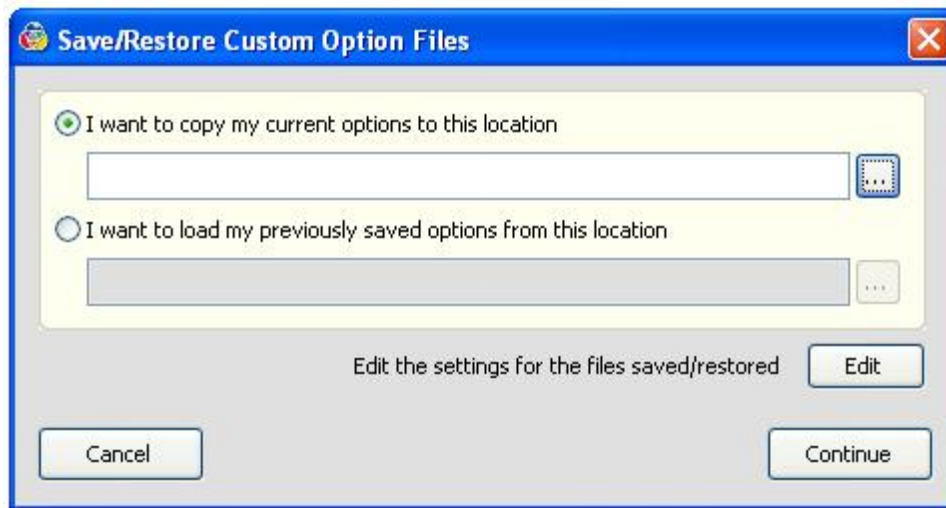 Save/Restore Custom Option Files
I want to copy my current options to this location
...
I want to load my previously saved options from this location
...
Edit the settings for the files saved/restored Edit
Cancel Continue